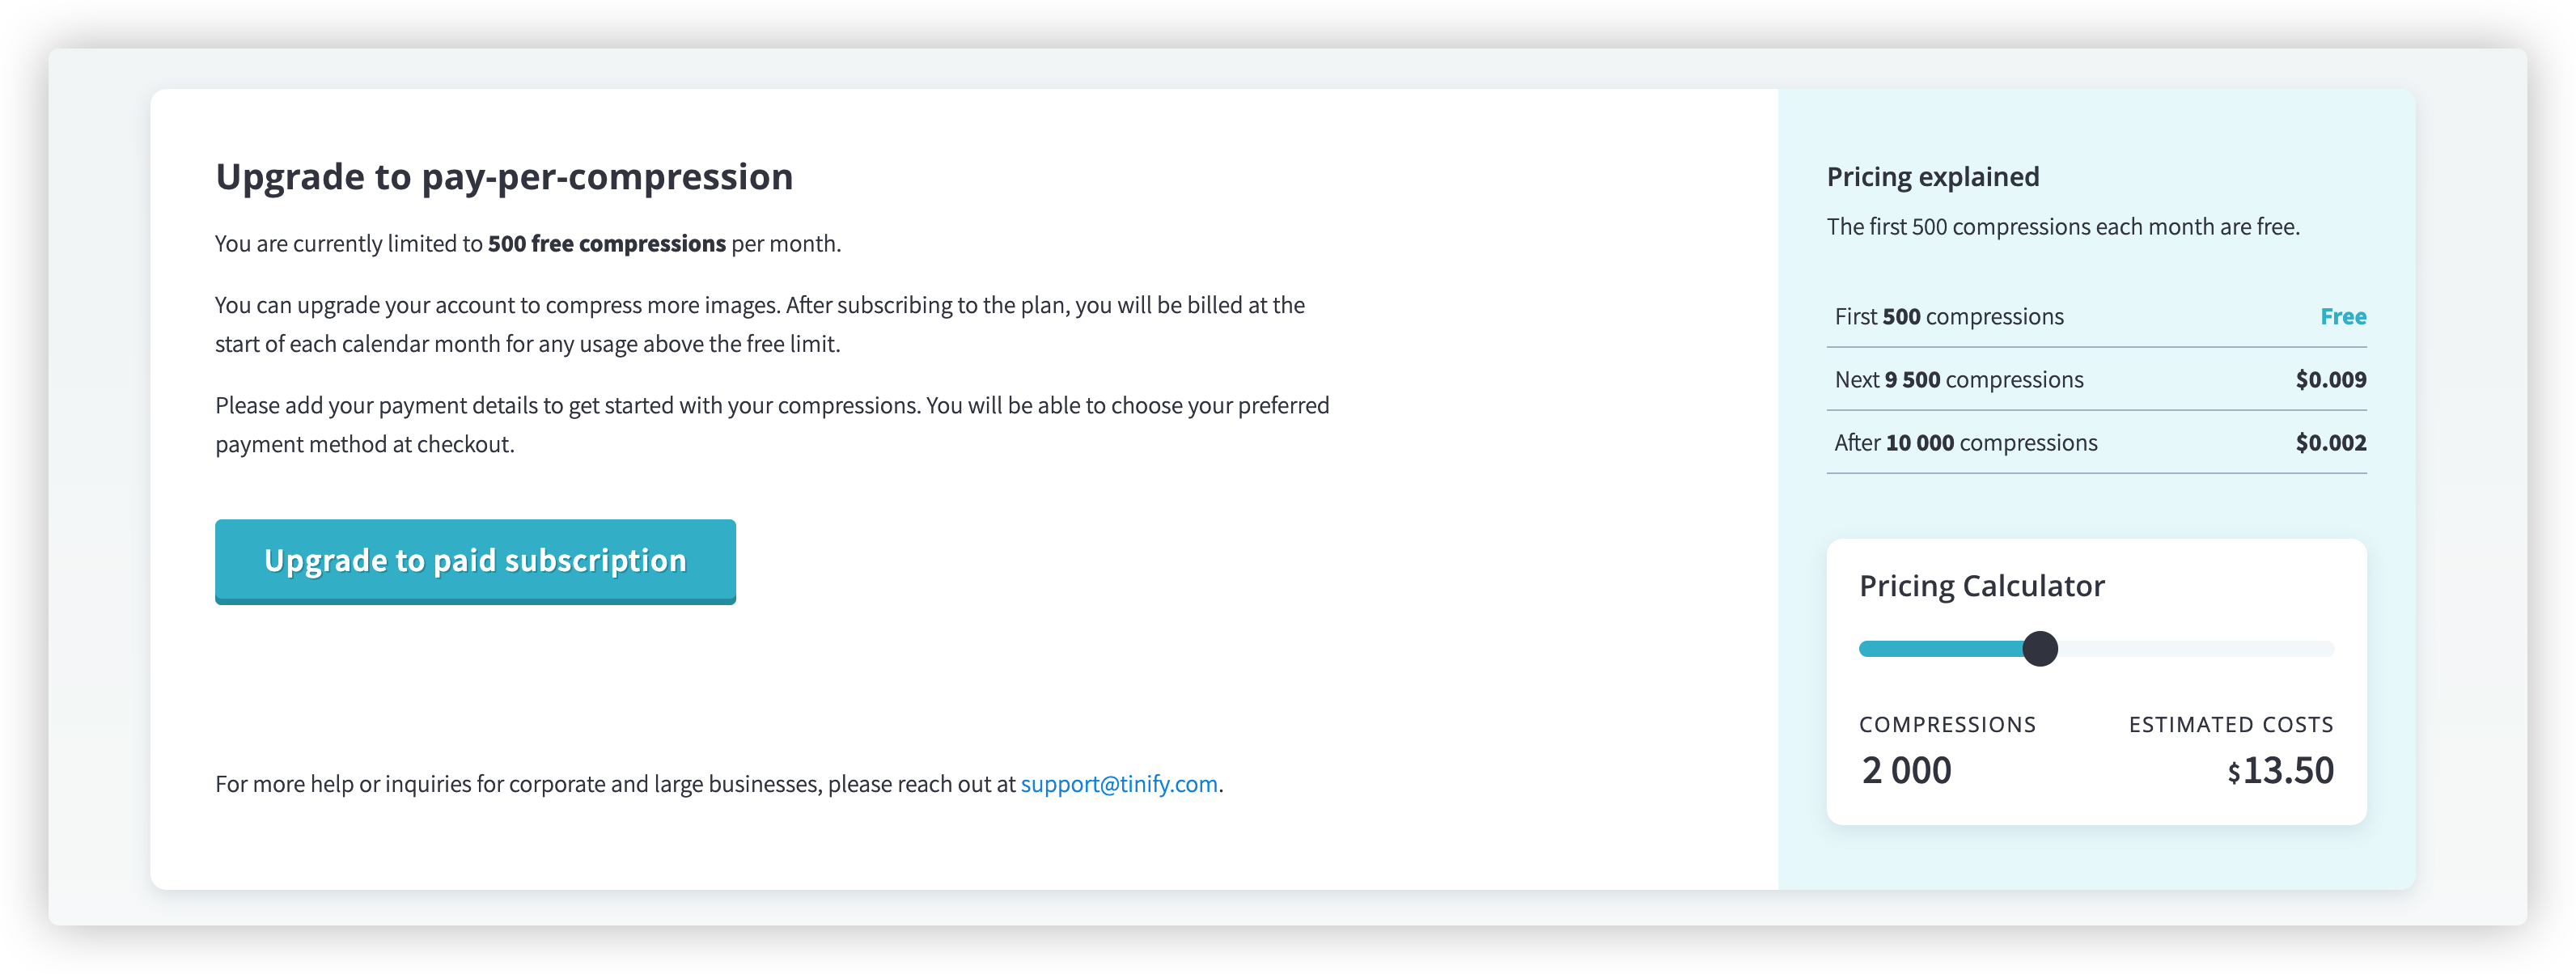 Upgrade to pay-per-compression
You are currently limited to 500 free compressions per month.
You can upgrade your account to compress more images. After subscribing to the plan, you will be billed at the
start of each calendar month for any usage above the free limit.
Please add your payment details to get started with your compressions. You will be able to choose your preferred
payment method at checkout.
Upgrade to paid subscription
For more help or inquiries for corporate and large businesses, please reach out at support@tinify.com.
Pricing explained
The first 500 compressions each month are free.
First 500 compressions Free
Next 9 500 compressions $0.009
After 10 000 compressions $0.002
Pricing Calculator
COMPRESSIONS ESTIMATED COSTS
2 000 $13.50